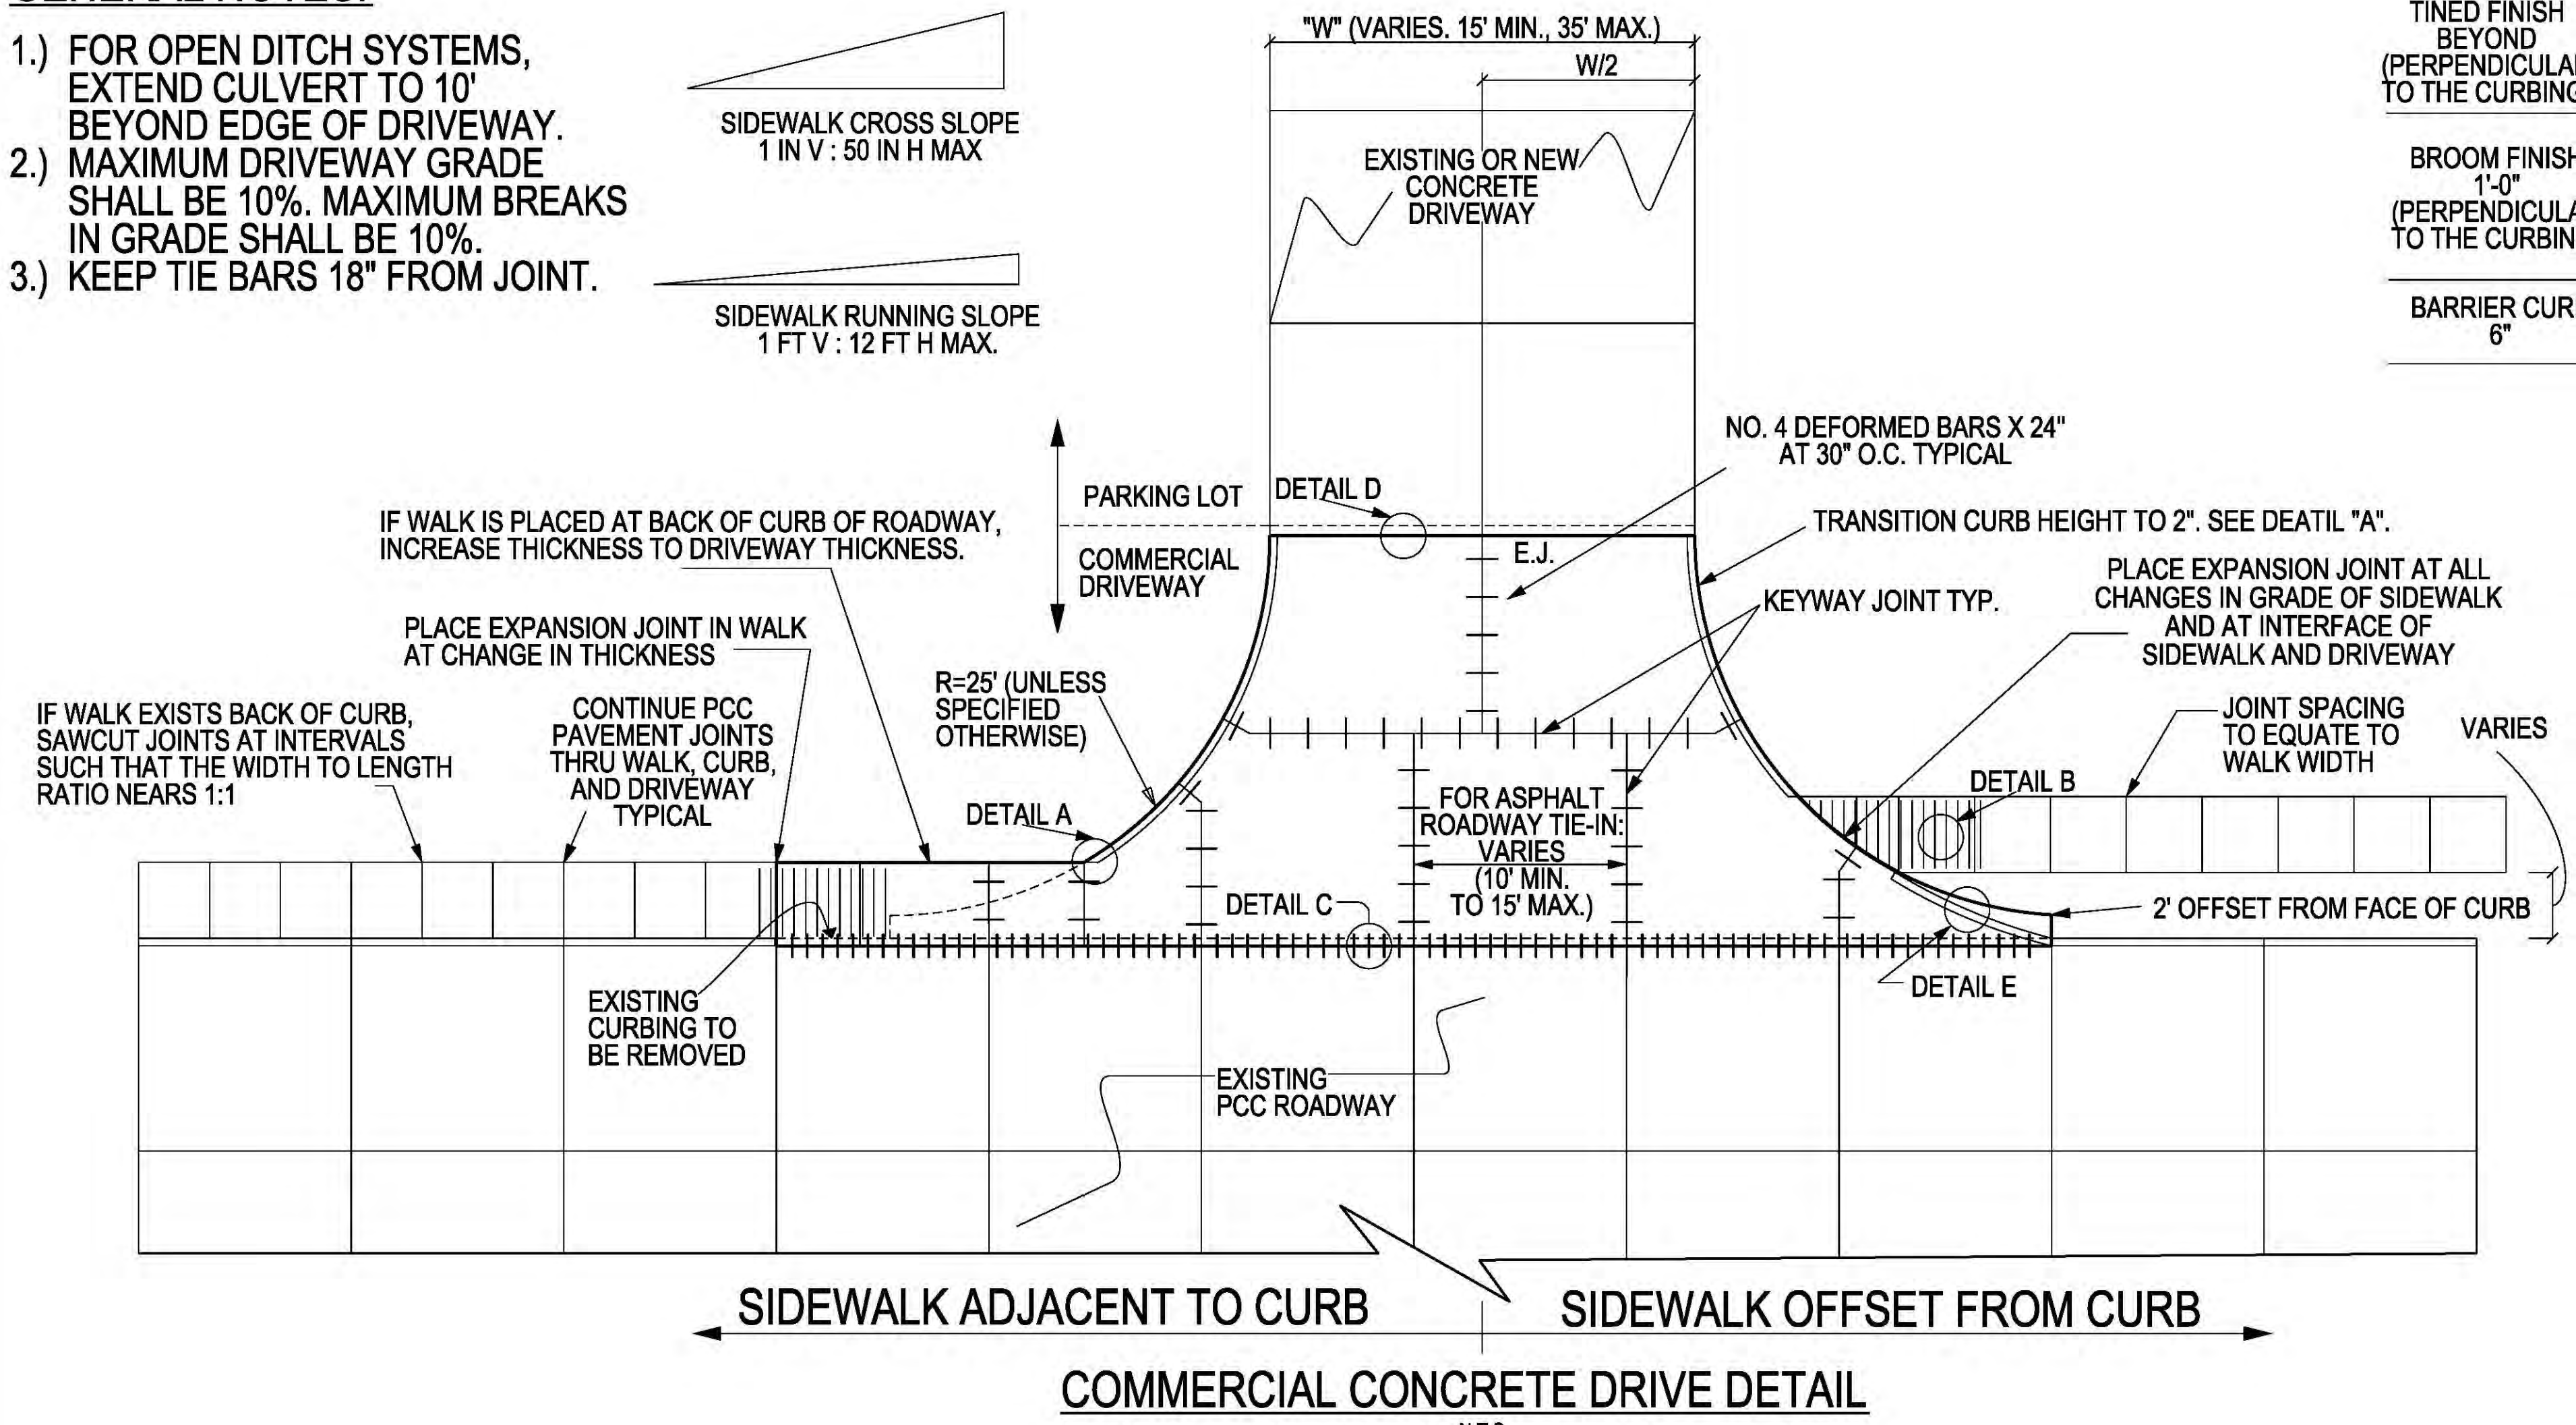 1.) FOR OPEN DITCH SYSTEMS,
EXTEND CULVERT TO 10'
BEYOND EDGE OF DRIVEWAY.
2.) MAXIMUM DRIVEWAY GRADE
SHALL BE 10%. MAXIMUM BREAKS
IN GRADE SHALL BE 10%.
3.) KEEP TIE BARS 18" FROM JOINT.
SIDEWALK CROSS SLOPE
1 IN V : 50 IN H MAX
SIDEWALK RUNNING SLOPE
1 FT V : 12 FT H MAX.
"W" (VARIES. 15' MIN., 35' MAX.)
W/2
EXISTING OR NEW
CONCRETE
DRIVEWAY
TINED FINISH
BEYOND
(PERPENDICULAR
TO THE CURBING
BROOM FINISH
1'-0"
(PERPENDICULA
TO THE CURBIN
BARRIER CUR
6"
NO. 4 DEFORMED BARS X 24"
AT 30" O.C. TYPICAL
PARKING LOT
DETAIL D
COMMERCIAL
DRIVEWAY
E.J.
TRANSITION CURB HEIGHT TO 2". SEE DEATIL "A".
KEYWAY JOINT TYP.
PLACE EXPANSION JOINT AT ALL
CHANGES IN GRADE OF SIDEWALK
AND AT INTERFACE OF
SIDEWALK AND DRIVEWAY
IF WALK IS PLACED AT BACK OF CURB OF ROADWAY,
INCREASE THICKNESS TO DRIVEWAY THICKNESS.
PLACE EXPANSION JOINT IN WALK
AT CHANGE IN THICKNESS
IF WALK EXISTS BACK OF CURB,
SAWCUT JOINTS AT INTERVALS
SUCH THAT THE WIDTH TO LENGTH
RATIO NEARS 1:1
CONTINUE PCC
PAVEMENT JOINTS
THRU WALK, CURB,
AND DRIVEWAY
TYPICAL
R=25' (UNLESS
SPECIFIED
OTHERWISE)
DETAIL A
JOINT SPACING
TO EQUATE TO
WALK WIDTH
VARIES
DETAIL B
FOR ASPHALT
ROADWAY TIE-IN:
VARIES
(10' MIN.
TO 15' MAX.)
DETAIL C
2' OFFSET FROM FACE OF CURB
DETAIL E
EXISTING
CURBING TO
BE REMOVED
EXISTING
PCC ROADWAY
SIDEWALK ADJACENT TO CURB
SIDEWALK OFFSET FROM CURB
COMMERCIAL CONCRETE DRIVE DETAIL